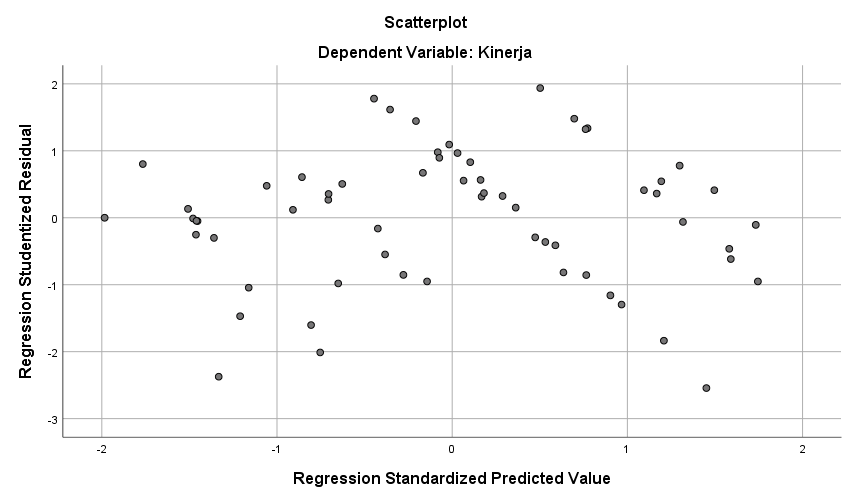 Scatterplot
Dependent Variable: Kinerja
Regression Studentized Residual
2
1
0
-1
-2
-3
-2
-1
0
1
2
Regression Standardized Predicted Value